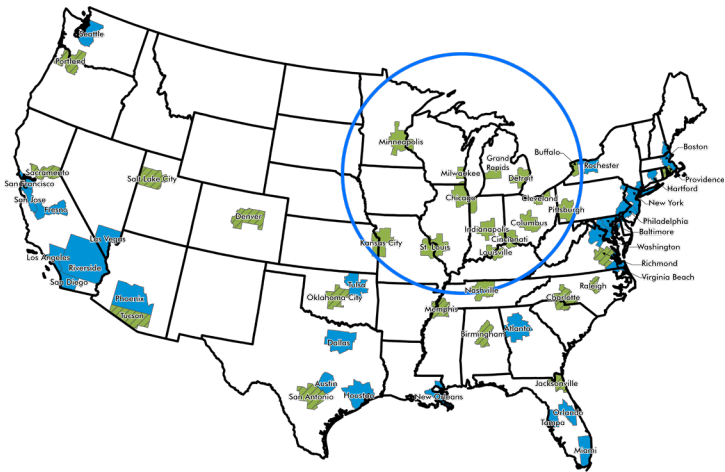 Seattle
Portland
Minneapolis
Buffalo
Rochester
Boston
Grand
Rapids
Milwaukee
Detroit
Providence
Sacramento
Salt Lake City
San Francisco
Chicago
Cleveland
Hartford
San Jose
Fresno
Pittsburgh
New York
Denver
Columbus
Philadelphia
Indianapolis
Baltimore
Las Vegas
Kansas City
St. Louis
Cincinnati
Washington
Louisville
Los Angeles
Riverside
Richmond
San Diego
Virginia Beach
Tulsa
Nashville
Raleigh
Phoenix
Oklahoma City
Charlotte
Memphis
Tucson
Birmingham
Atlanta
Dallas
Austin
Jacksonville
San Antonio
Houston
New Orleans
Orlando
Tampa
Miami